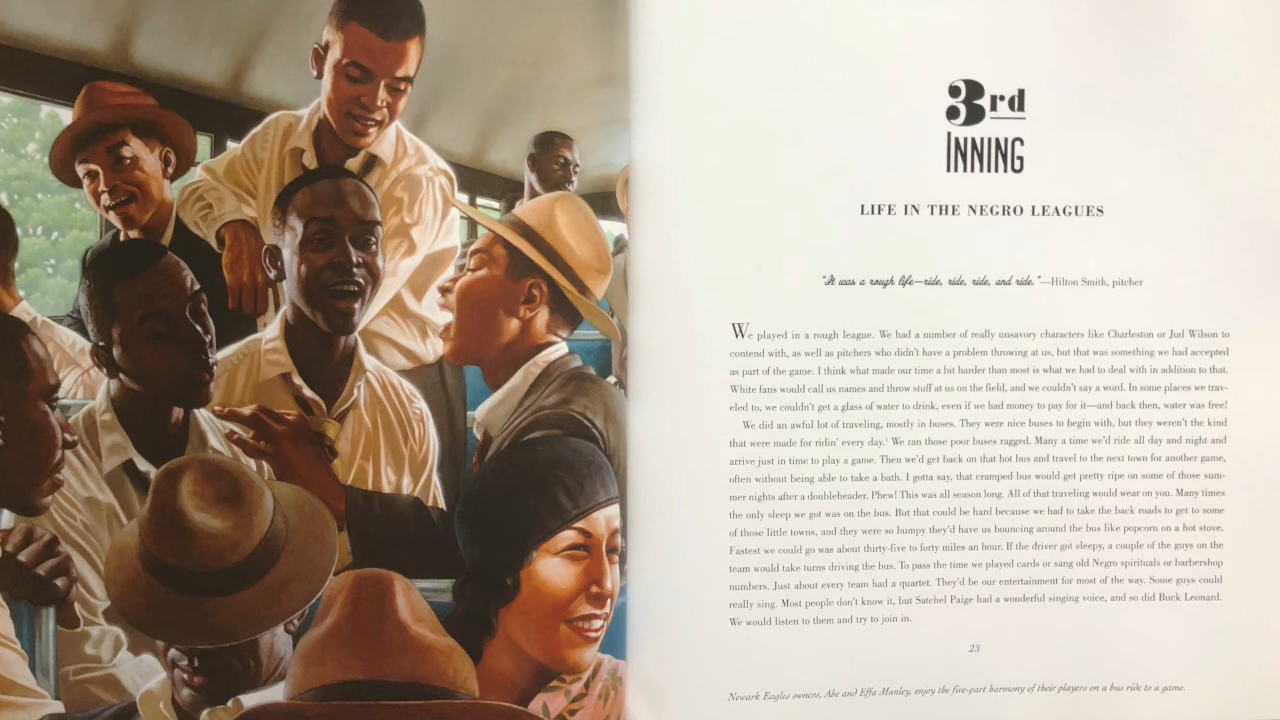 3rd
INNING
LIFE IN THE NEGRO LEAGUES
"It was a rough life—ride, ride, ride, and ride."—Hilton Smith, pitcher
We played in a rough league. We had a number of really unsavory characters like Charleston or Jud Wilson to
contend with, as well as pitchers who didn't have a problem throwing at us, but that was something we had accepted
as part of the game. I think what made our time a bit harder than most is what we had to deal with in addition to that.
White fans would call us names and throw stuff at us on the field, and we couldn't say a word. In some places we trav-
eled to, we couldn't get a glass of water to drink, even if we had money to pay for it—and back then, water was free!
We did an awful lot of traveling, mostly in buses. They were nice buses to begin with, but they weren't the kind
that were made for ridin' every day.¹ We ran those poor buses ragged. Many a time we'd ride all day and night and
arrive just in time to play a game. Then we'd get back on that hot bus and travel to the next town for another game,
often without being able to take a bath. I gotta say, that cramped bus would get pretty ripe on some of those sum-
mer nights after a doubleheader. Phew! This was all season long. All of that traveling would wear on you. Many times
the only sleep we got was on the bus. But that could be hard because we had to take the back roads to get to some
of those little towns, and they were so bumpy they'd have us bouncing around the bus like popcorn on a hot stove.
Fastest we could go was about thirty-five to forty miles an hour. If the driver got sleepy, a couple of the guys on the
team would take turns driving the bus. To pass the time we played cards or sang old Negro spirituals or barbershop
numbers. Just about every team had a quartet. They'd be our entertainment for most of the way. Some guys could
really sing. Most people don't know it, but Satchel Paige had a wonderful singing voice, and so did Buck Leonard.
We would listen to them and try to join in.
23
Newark Eagles owners, Abe and Effa Manley, enjoy the five-part harmony of their players on a bus ride to a game.